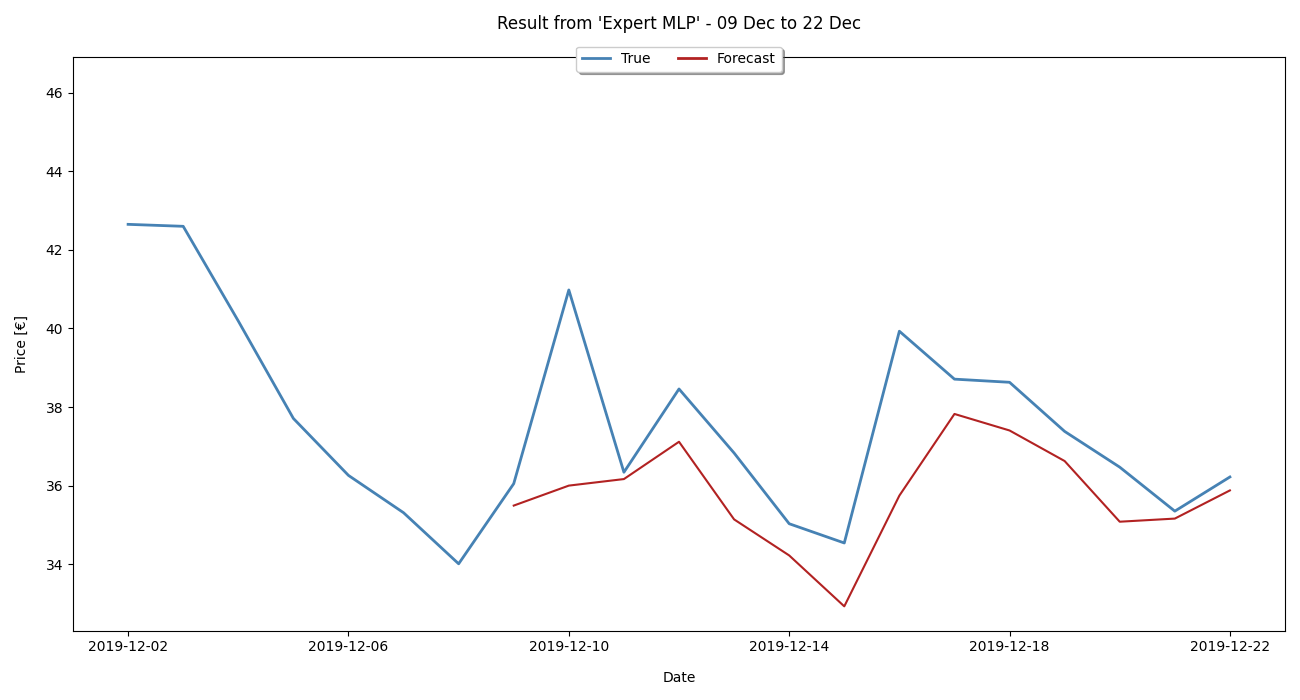 Result from 'Expert MLP' - 09 Dec to 22 Dec
True
Forecast
46
44
42
40
38
36
34
Price [€]
2019-12-02
2019-12-06
2019-12-10
2019-12-14
2019-12-18
2019-12-22
Date